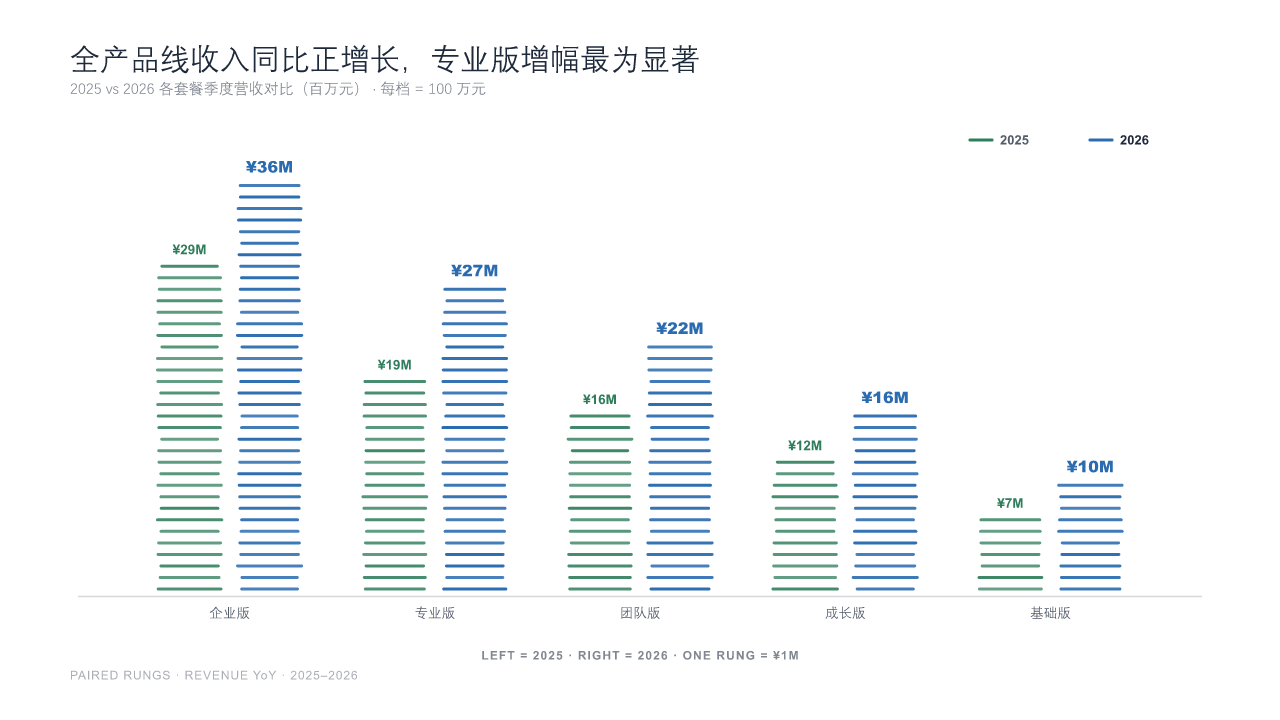 全产品线收入同比正增长，专业版增幅最为显著
2025 vs 2026 各套餐季度营收对比（百万元） · 每档 = 100 万元
2025
2026
¥29M
¥36M
¥19M
¥27M
¥16M
¥22M
¥12M
¥16M
¥7M
¥10M
企业版
专业版
团队版
成长版
基础版
LEFT = 2025 · RIGHT = 2026 · ONE RUNG = ¥1M
PAIRED RUNGS · REVENUE YoY · 2025–2026